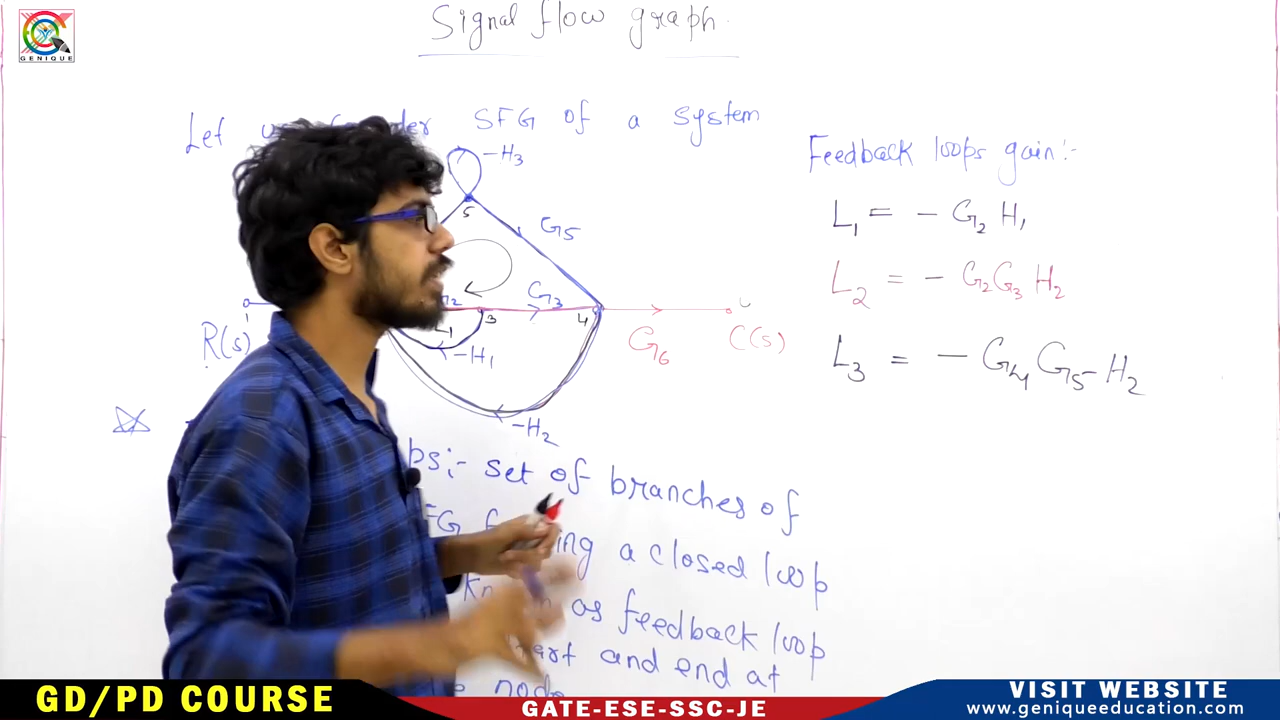 GENIQUE
Signal flow graph
Let SFG of a system
-H3
5
G5
G3
3
4
R(s)
-H1
G6
C(s)
-H2
Feedback loops gain:-
L1 = - G2 H1
L2 = - G2G3 H2
L3 = - G4 G5 H2
set of branches of
a closed loop
as feedback loop
and end at
node
GD/PD COURSE
GATE-ESE-SSC-JE
VISIT WEBSITE
www.geniqueeducation.com